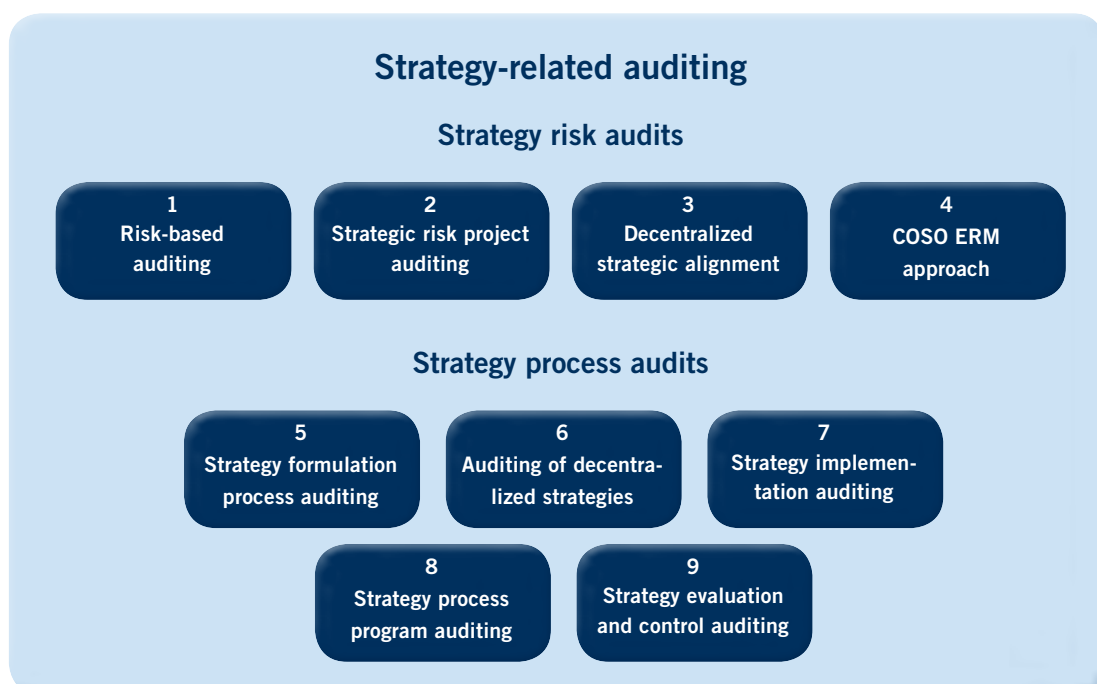 Strategy-related auditing
Strategy risk audits
1
Risk-based
auditing
2
Strategic risk project
auditing
3
Decentralized
strategic alignment
4
COSO ERM
approach
Strategy process audits
5
Strategy formulation
process auditing
6
Auditing of decentra-
lized strategies
7
Strategy implemen-
tation auditing
8
Strategy process
program auditing
9
Strategy evaluation
and control auditing